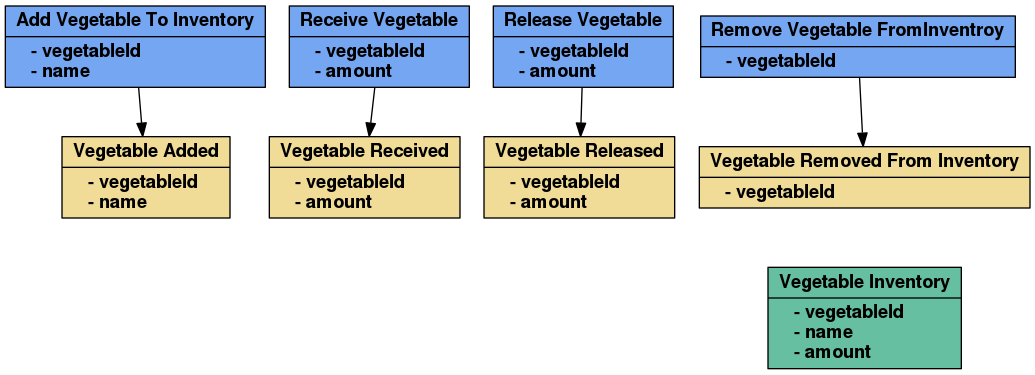 Add Vegetable To Inventory
- vegetableId
- name
Receive Vegetable
- vegetableId
- amount
Release Vegetable
- vegetableId
- amount
Remove Vegetable FromInventroy
- vegetableId
Vegetable Added
- vegetableId
- name
Vegetable Received
- vegetableId
- amount
Vegetable Released
- vegetableId
- amount
Vegetable Removed From Inventory
- vegetableId
Vegetable Inventory
- vegetableId
- name
- amount